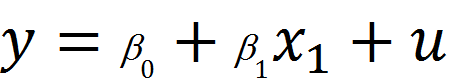 y = β₀ + β₁x₁ + u